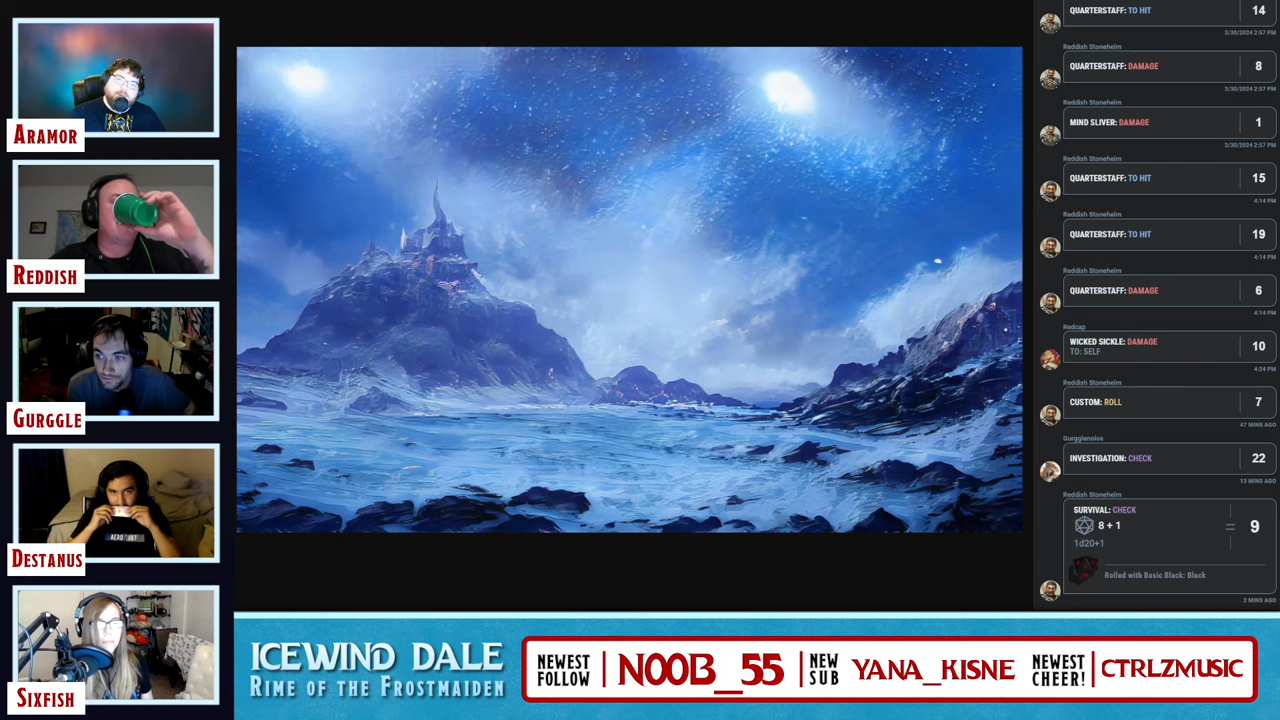 ARAMOR
REDDISH
GURGGLE
AERO
DESTANUS
SIXFISH
QUARTERSTAFF: TO HIT 14
3/30/2024 2:57 PM
Reddish Stonehelm
QUARTERSTAFF: DAMAGE 8
3/30/2024 2:57 PM
Reddish Stonehelm
MIND SLIVER: DAMAGE 1
3/30/2024 2:57 PM
Reddish Stonehelm
QUARTERSTAFF: TO HIT 15
4:14 PM
Reddish Stonehelm
QUARTERSTAFF: TO HIT 19
4:14 PM
Reddish Stonehelm
QUARTERSTAFF: DAMAGE 6
4:14 PM
Redcap
WICKED SICKLE: DAMAGE 10
TO: SELF
4:24 PM
Reddish Stonehelm
CUSTOM: ROLL 7
47 MINS AGO
Gurgglenoise
INVESTIGATION: CHECK 22
13 MINS AGO
Reddish Stonehelm
SURVIVAL: CHECK
8 + 1 = 9
1d20+1
Rolled with Basic Black: Black
2 MINS AGO
ICEWIND DALE
RIME OF THE FROSTMAIDEN
NEWEST FOLLOW | N00B_55 | NEW SUB YANA_KISNE NEWEST CHEER! | CTRLZMUSIC